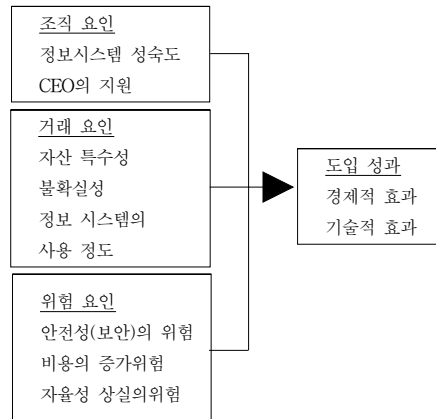 조직 요인
정보시스템 성숙도
CEO의 지원
거래 요인
자산 특수성
불확실성
정보 시스템의
사용 정도
위험 요인
안전성(보안)의 위험
비용의 증가위험
자율성 상실의위험
도입 성과
경제적 효과
기술적 효과